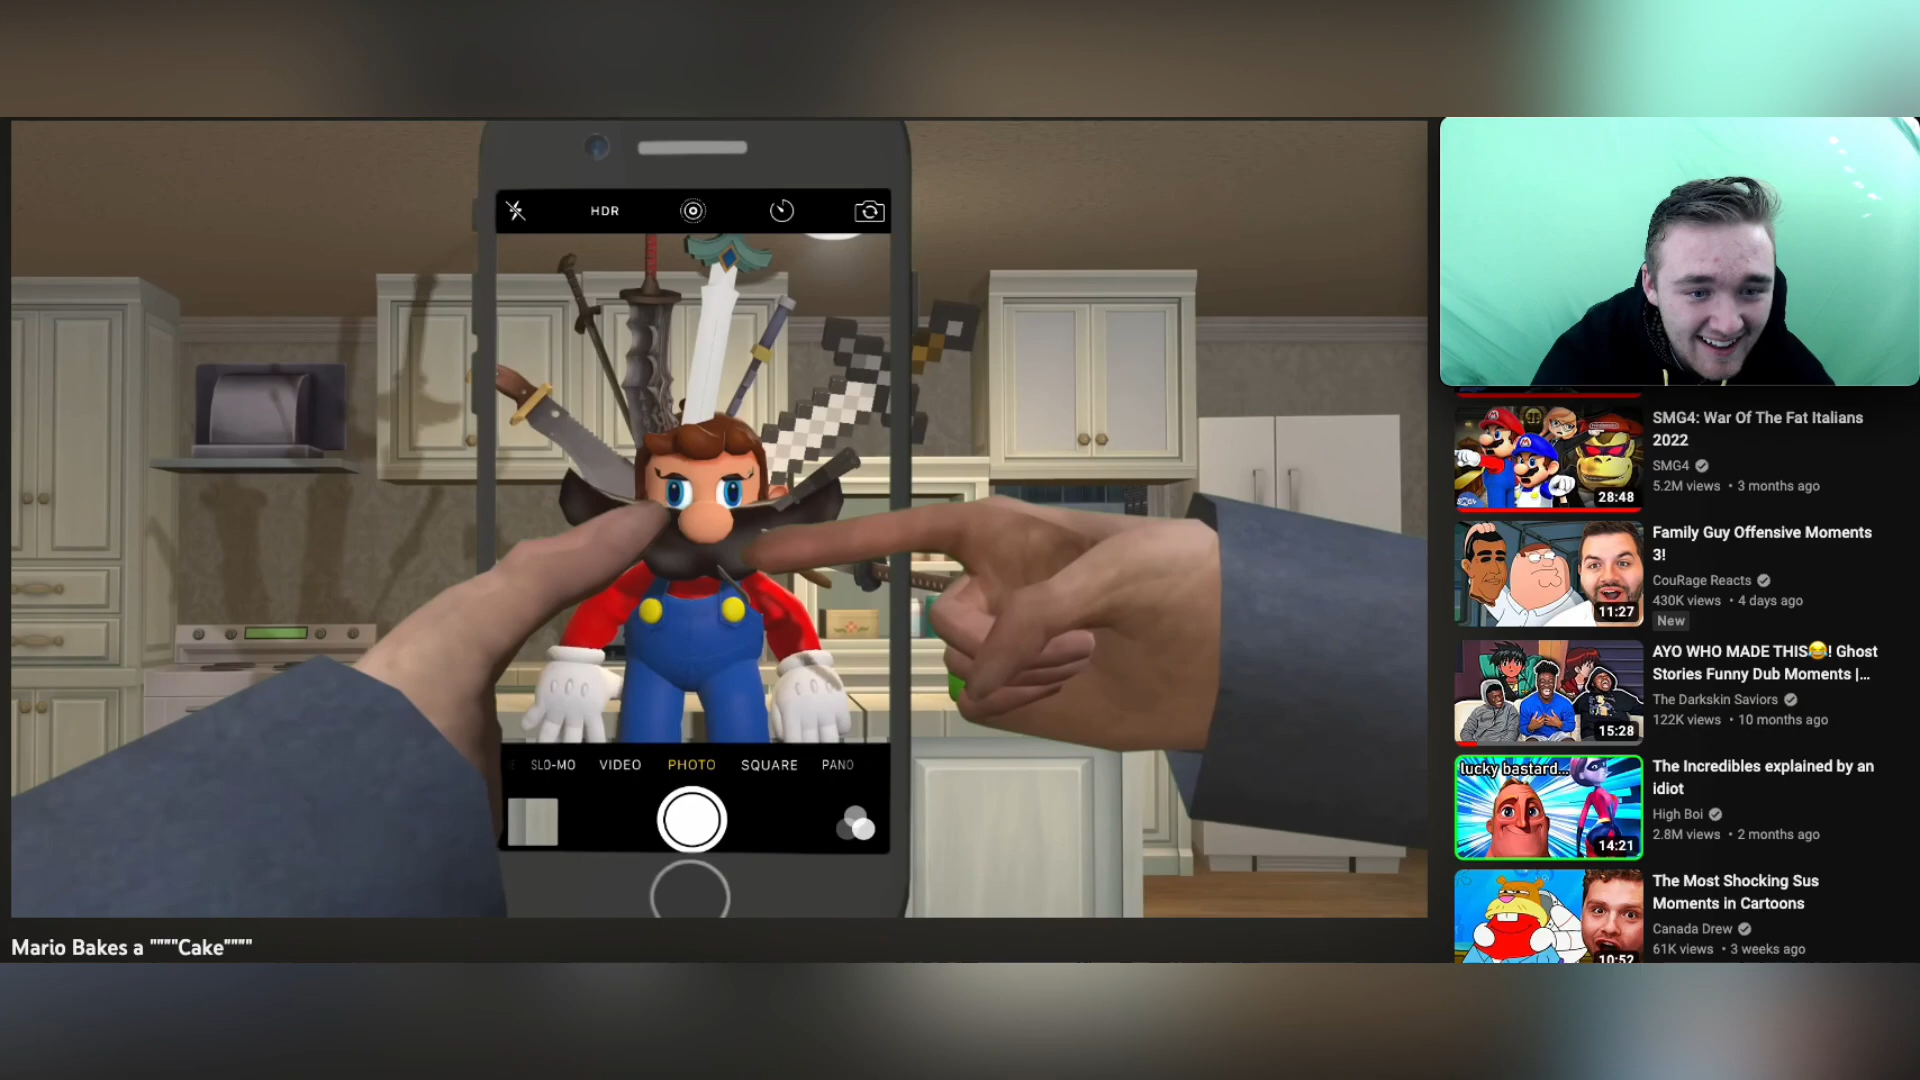 HDR
SLO-MO VIDEO PHOTO SQUARE PANO
Mario Bakes a """"Cake""""
SMG4: War Of The Fat Italians
2022
SMG4
5.2M views • 3 months ago
28:48
Family Guy Offensive Moments
3!
CouRage Reacts
430K views • 4 days ago
New
11:27
AYO WHO MADE THIS😂! Ghost
Stories Funny Dub Moments |...
The Darkskin Saviors
122K views • 10 months ago
15:28
lucky bastard...
The Incredibles explained by an
idiot
High Boi
2.8M views • 2 months ago
14:21
The Most Shocking Sus
Moments in Cartoons
Canada Drew
61K views • 3 weeks ago
10:52